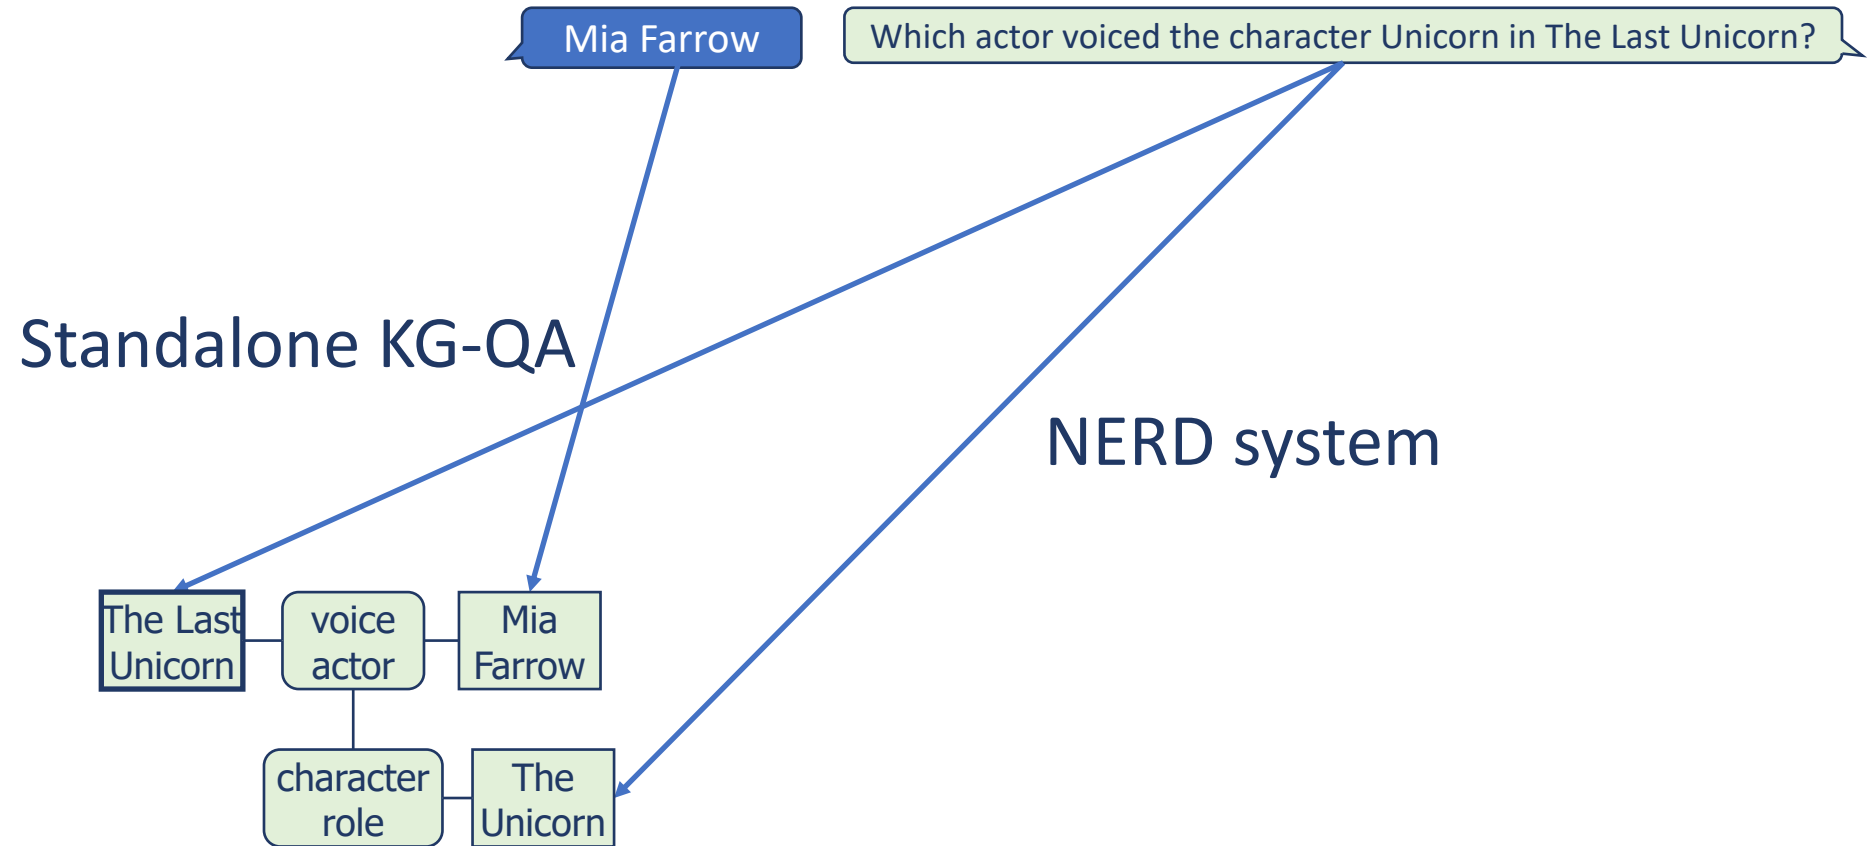 Mia Farrow
Which actor voiced the character Unicorn in The Last Unicorn?
Standalone KG-QA
NERD system
The Last
Unicorn
voice
actor
Mia
Farrow
character
role
The
Unicorn